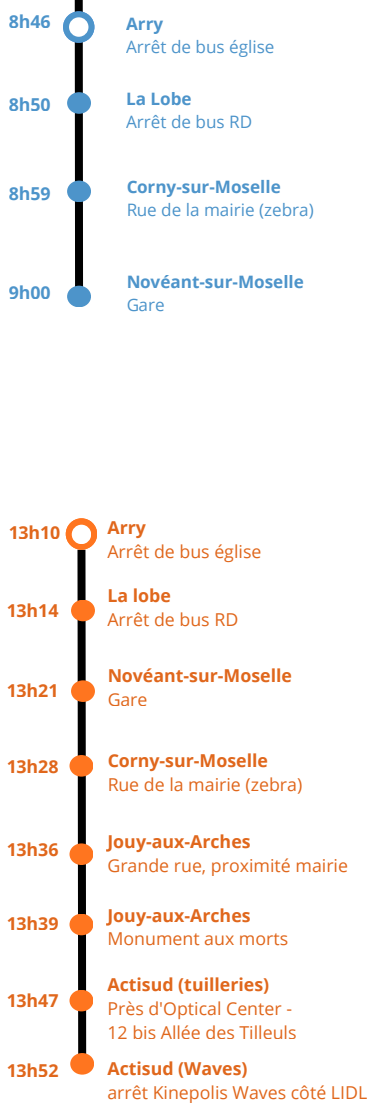 8h46 Arry
Arrêt de bus église
8h50 La Lobe
Arrêt de bus RD
8h59 Corny-sur-Moselle
Rue de la mairie (zebra)
9h00 Novéant-sur-Moselle
Gare
13h10 Arry
Arrêt de bus église
13h14 La lobe
Arrêt de bus RD
13h21 Novéant-sur-Moselle
Gare
13h28 Corny-sur-Moselle
Rue de la mairie (zebra)
13h36 Jouy-aux-Arches
Grande rue, proximité mairie
13h39 Jouy-aux-Arches
Monument aux morts
13h47 Actisud (tuilleries)
Près d'Optical Center -
12 bis Allée des Tilleuls
13h52 Actisud (Waves)
arrêt Kinepolis Waves côté LIDL